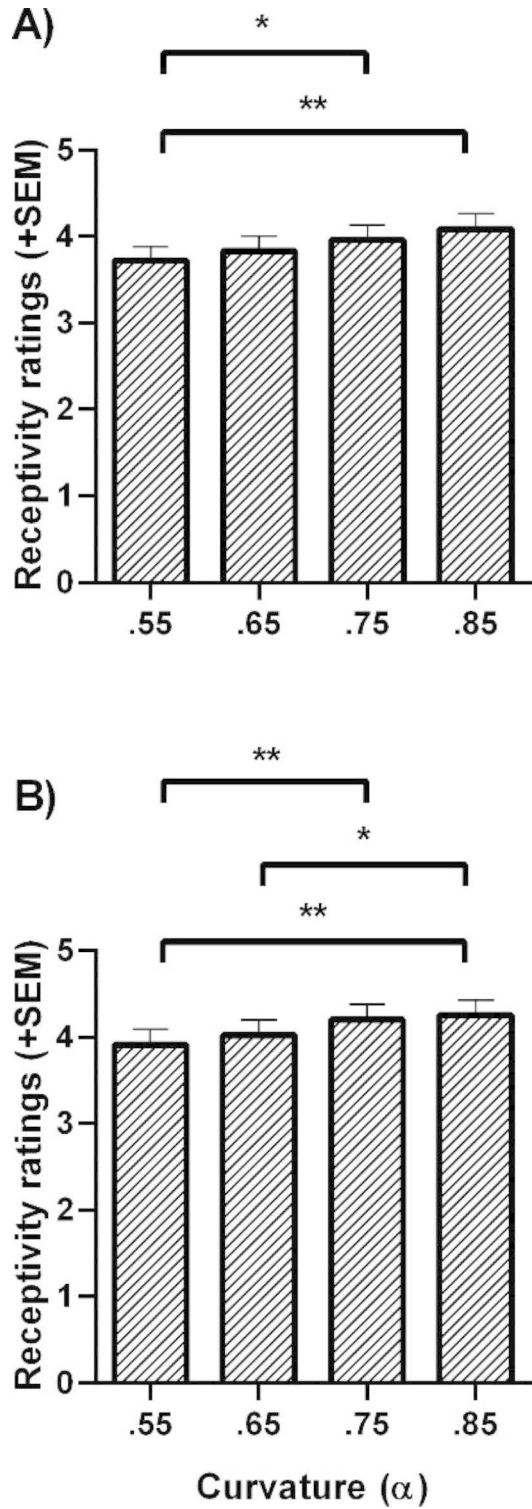 A)
*
**
Receptivity ratings (+SEM)
5
4
3
2
1
0
.55 .65 .75 .85
B)
**
*
**
Receptivity ratings (+SEM)
5
4
3
2
1
0
.55 .65 .75 .85
Curvature (α)